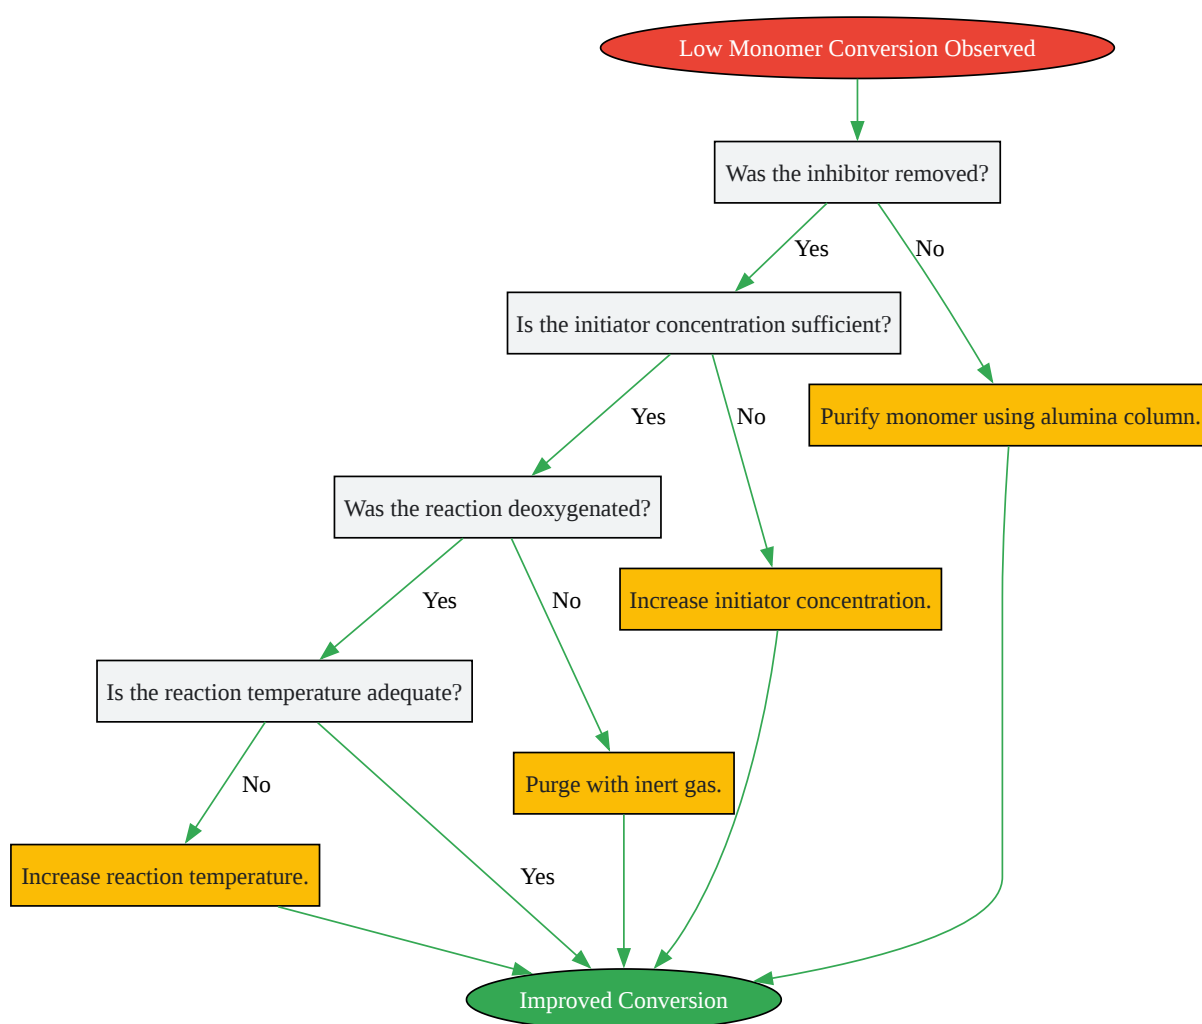 Low Monomer Conversion Observed
Was the inhibitor removed?
Yes
No
Is the initiator concentration sufficient?
Yes
No
Purify monomer using alumina column.
Was the reaction deoxygenated?
Yes
No
Increase initiator concentration.
Is the reaction temperature adequate?
No
Purge with inert gas.
Increase reaction temperature.
Yes
Improved Conversion